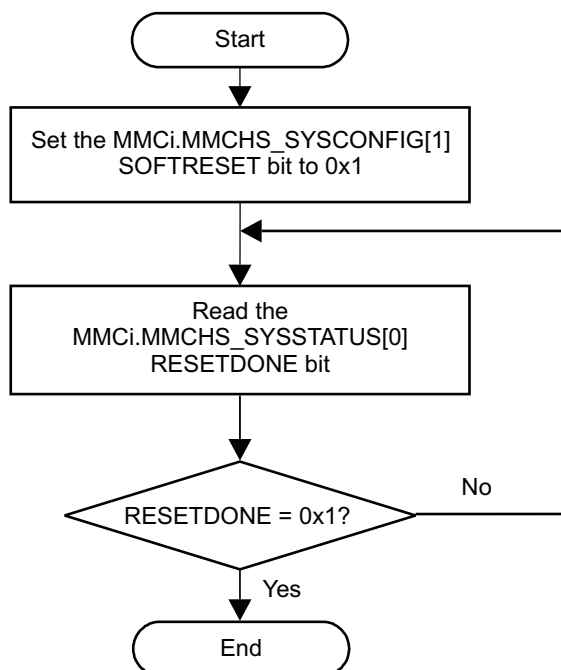 Start
Set the MMCi.MMCHS_SYSCONFIG[1]
SOFTRESET bit to 0x1
Read the
MMCi.MMCHS_SYSSTATUS[0]
RESETDONE bit
RESETDONE = 0x1?
No
Yes
End